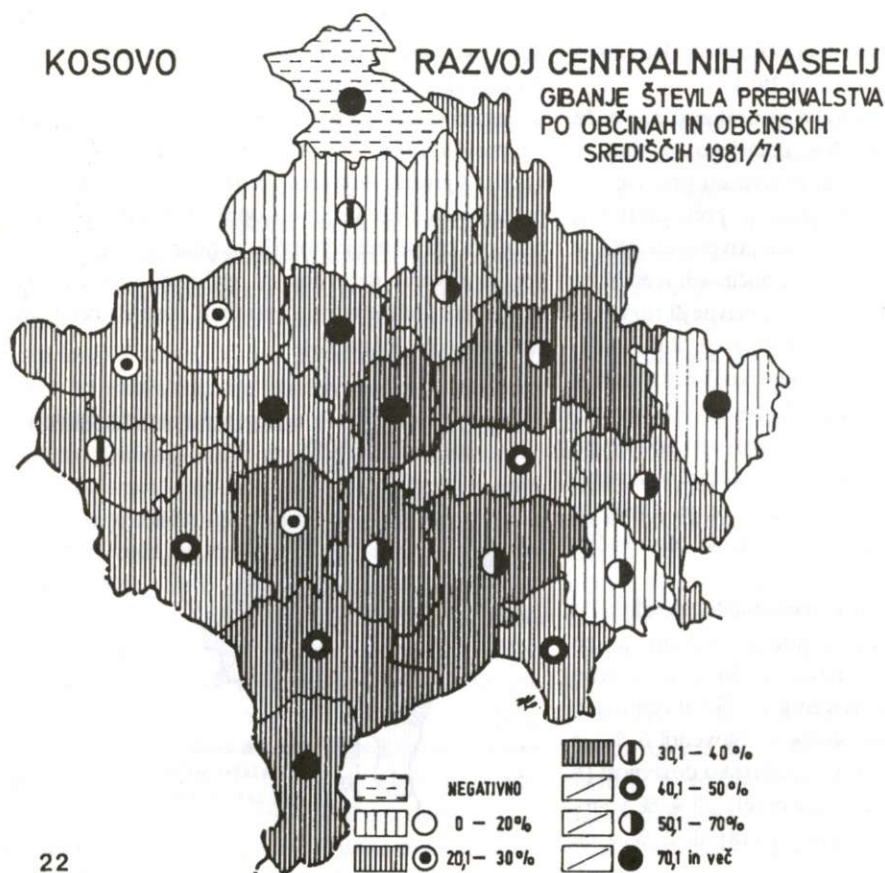 KOSOVO
RAZVOJ CENTRALNIH NASELIJ
GIBANJE ŠTEVILA PREBIVALSTVA
PO OBČINAH IN OBČINSKIH
SREDIŠČIH 1981/71
NEGATIVNO
0 – 20%
20,1 – 30%
30,1 – 40%
40,1 – 50%
50,1 – 70%
70,1 in več
22